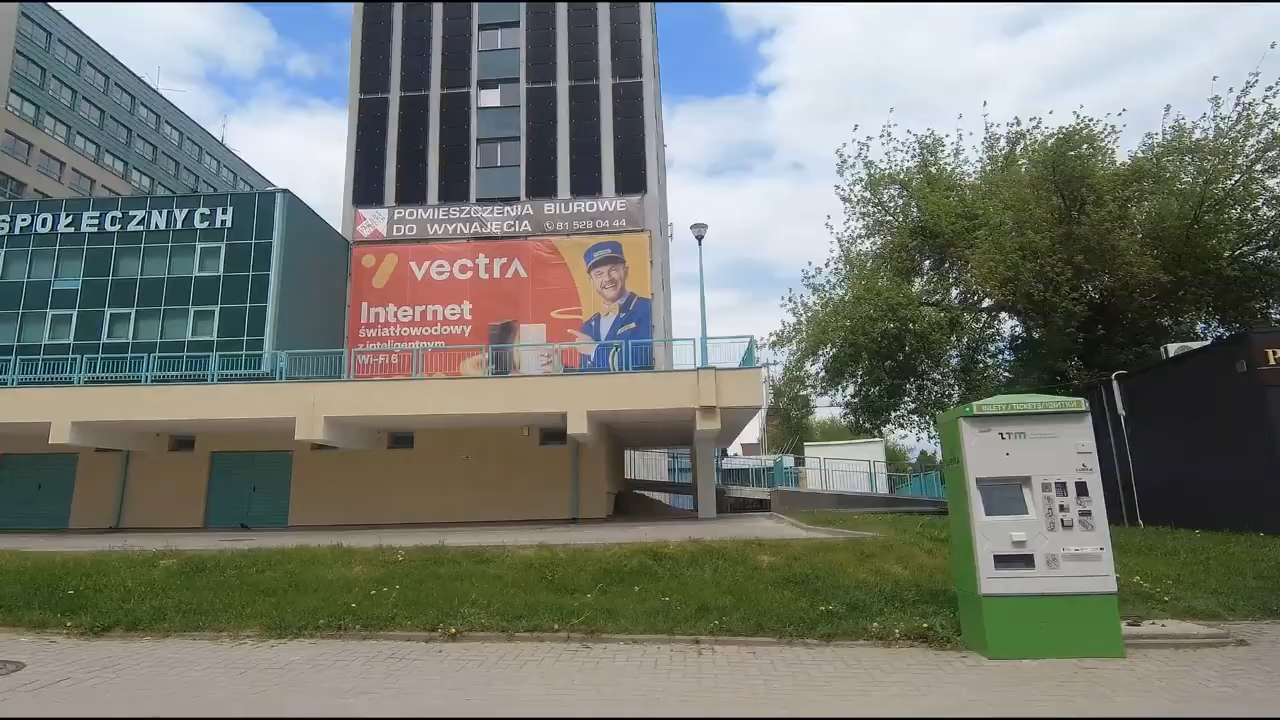 SPOŁECZNYCH
POMIESZCZENIA BIUROWE
DO WYNAJĘCIA 81 528 04 44
vectra
Internet
światłowodowy
z inteligentnym
Wi-Fi 6
BILETY / TICKETS / КВИТКИ
ZTM